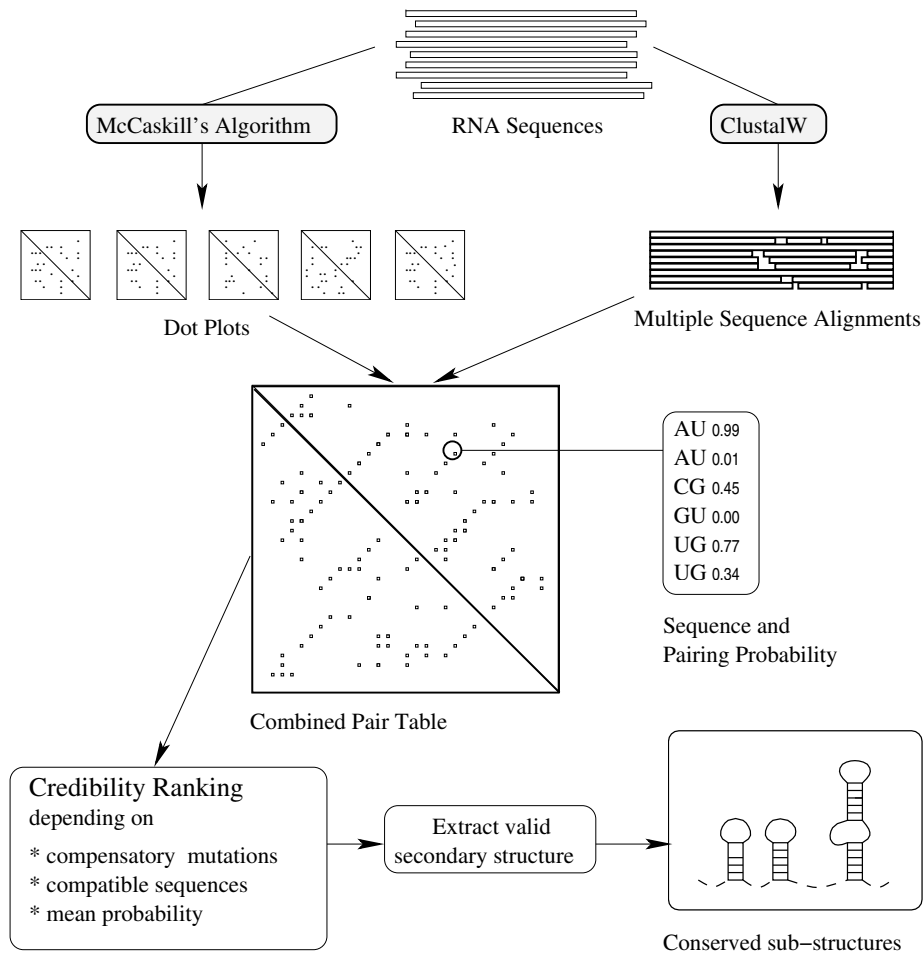 McCaskill's Algorithm
RNA Sequences
ClustalW
Dot Plots
Multiple Sequence Alignments
AU 0.99
AU 0.01
CG 0.45
GU 0.00
UG 0.77
UG 0.34
Sequence and
Pairing Probability
Combined Pair Table
Credibility Ranking
depending on
* compensatory mutations
* compatible sequences
* mean probability
Extract valid
secondary structure
Conserved sub−structures